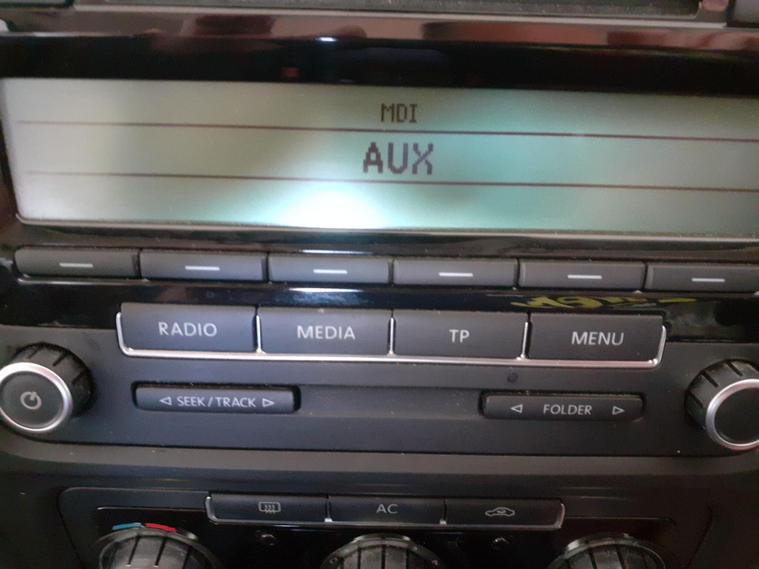 MDI
AUX
RADIO MEDIA TP MENU
SEEK / TRACK FOLDER
AC